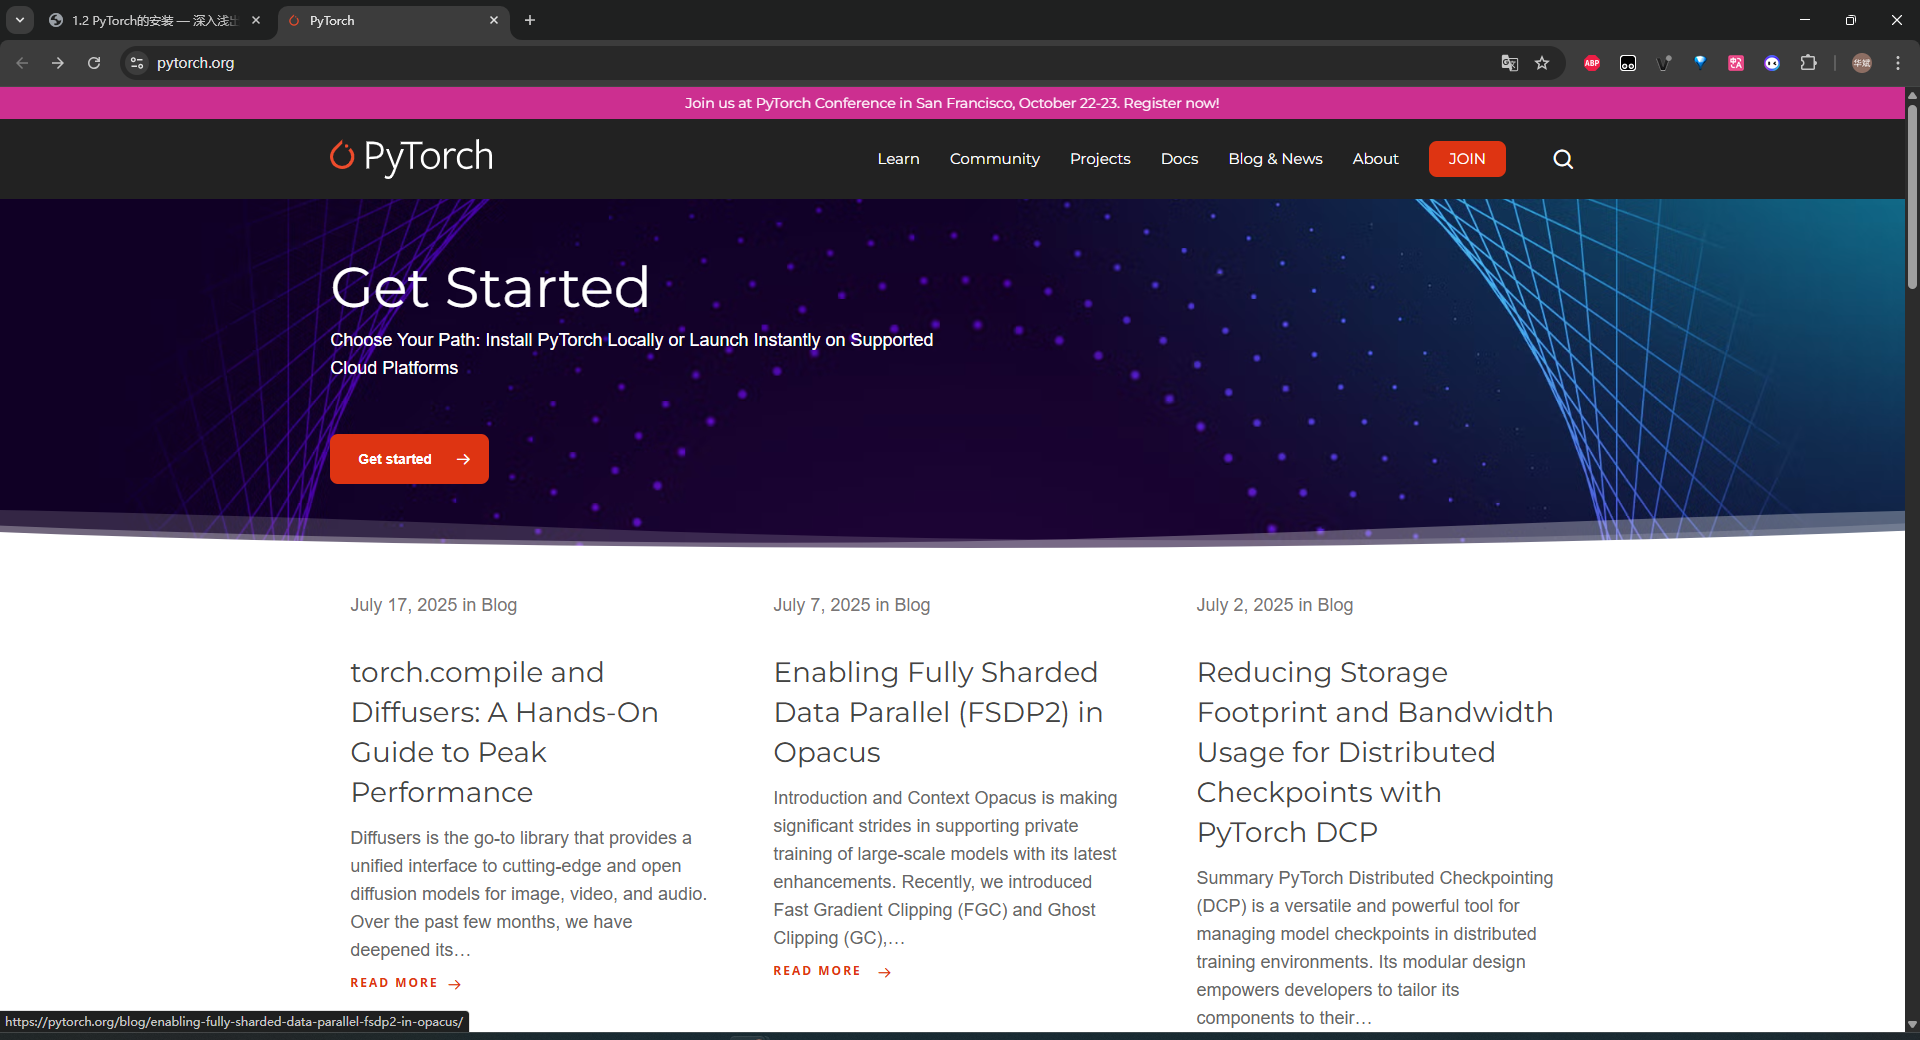 1.2 PyTorch的安装 — 深入浅出
PyTorch
pytorch.org
ABP
华斌
Join us at PyTorch Conference in San Francisco, October 22-23. Register now!
PyTorch
Learn
Community
Projects
Docs
Blog & News
About
JOIN
Get Started
Choose Your Path: Install PyTorch Locally or Launch Instantly on Supported
Cloud Platforms
Get started
July 17, 2025 in Blog
torch.compile and
Diffusers: A Hands-On
Guide to Peak
Performance
Diffusers is the go-to library that provides a
unified interface to cutting-edge and open
diffusion models for image, video, and audio.
Over the past few months, we have
deepened its…
READ MORE
July 7, 2025 in Blog
Enabling Fully Sharded
Data Parallel (FSDP2) in
Opacus
Introduction and Context Opacus is making
significant strides in supporting private
training of large-scale models with its latest
enhancements. Recently, we introduced
Fast Gradient Clipping (FGC) and Ghost
Clipping (GC),…
READ MORE
July 2, 2025 in Blog
Reducing Storage
Footprint and Bandwidth
Usage for Distributed
Checkpoints with
PyTorch DCP
Summary PyTorch Distributed Checkpointing
(DCP) is a versatile and powerful tool for
managing model checkpoints in distributed
training environments. Its modular design
empowers developers to tailor its
components to their…
https://pytorch.org/blog/enabling-fully-sharded-data-parallel-fsdp2-in-opacus/